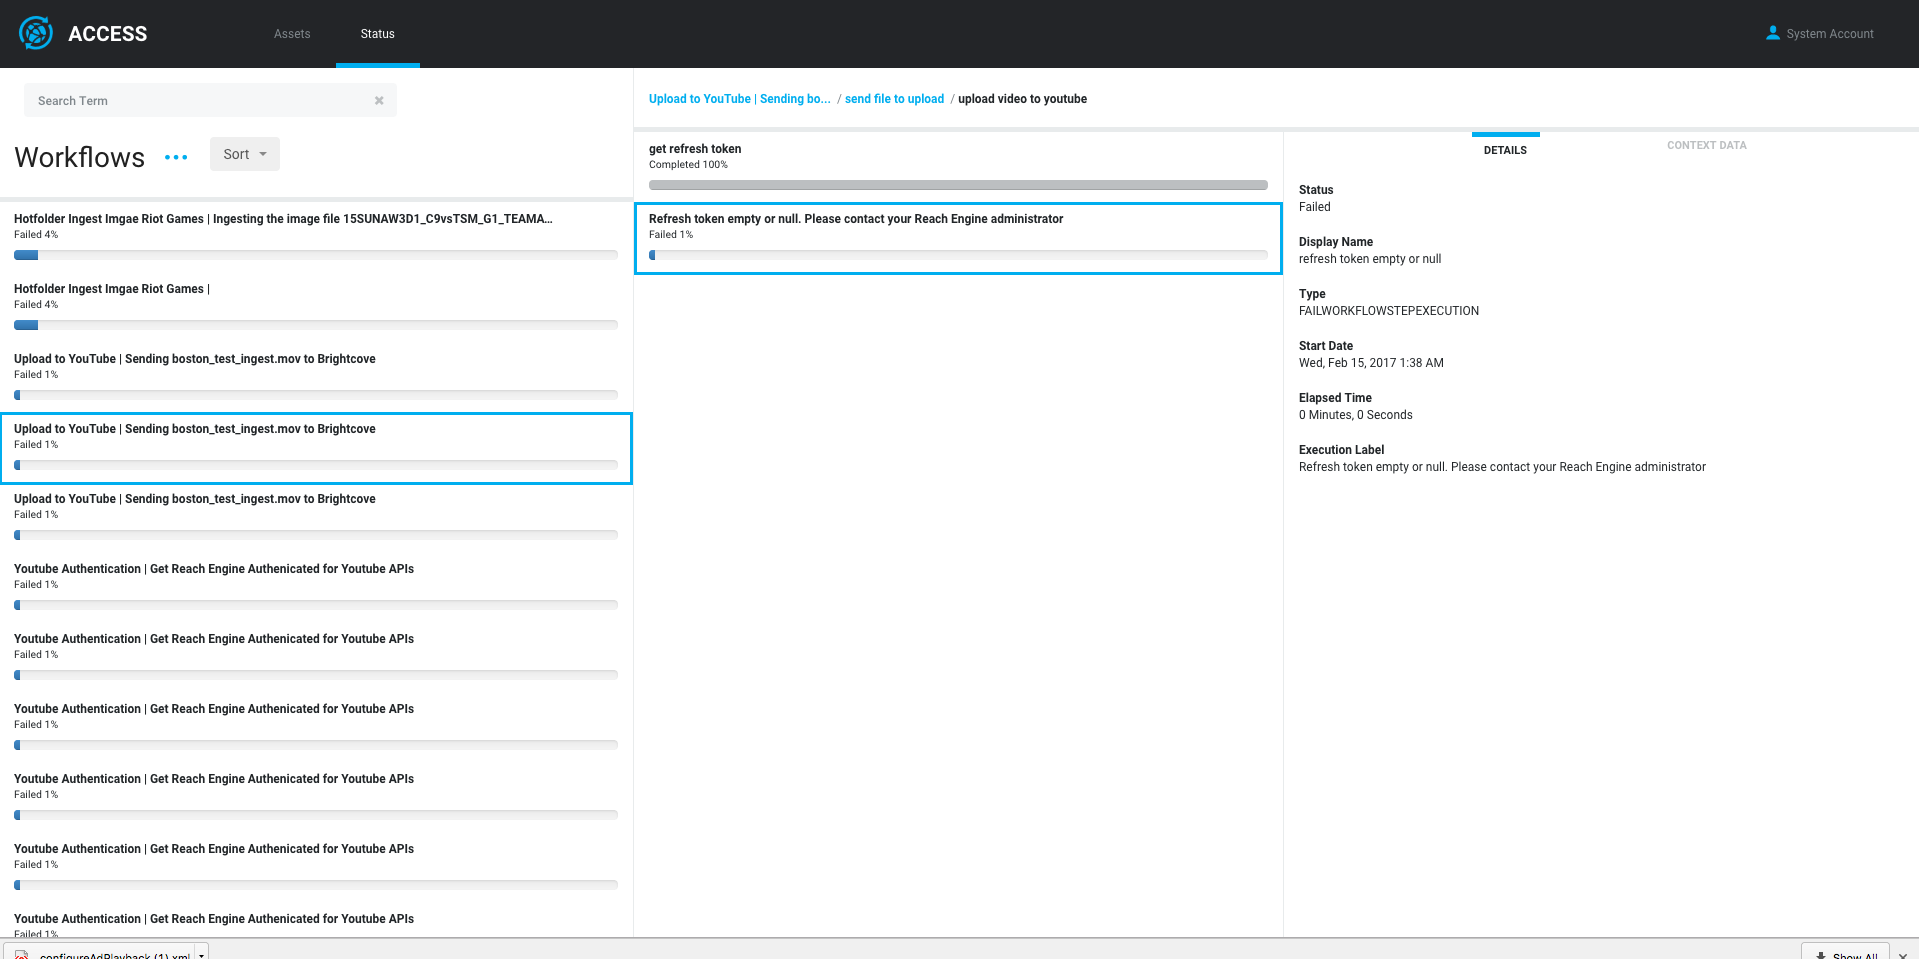 ACCESS
Assets
Status
System Account
Search Term
Workflows
Sort
Hotfolder Ingest Imgae Riot Games | Ingesting the image file 15SUNAW3D1_C9vsTSM_G1_TEAMA...
Failed 4%
Hotfolder Ingest Imgae Riot Games |
Failed 4%
Upload to YouTube | Sending boston_test_ingest.mov to Brightcove
Failed 1%
Upload to YouTube | Sending boston_test_ingest.mov to Brightcove
Failed 1%
Upload to YouTube | Sending boston_test_ingest.mov to Brightcove
Failed 1%
Youtube Authentication | Get Reach Engine Authenicated for Youtube APIs
Failed 1%
Youtube Authentication | Get Reach Engine Authenicated for Youtube APIs
Failed 1%
Youtube Authentication | Get Reach Engine Authenicated for Youtube APIs
Failed 1%
Youtube Authentication | Get Reach Engine Authenicated for Youtube APIs
Failed 1%
Youtube Authentication | Get Reach Engine Authenicated for Youtube APIs
Failed 1%
Youtube Authentication | Get Reach Engine Authenicated for Youtube APIs
Failed 1%
Upload to YouTube | Sending bo... / send file to upload / upload video to youtube
get refresh token
Completed 100%
Refresh token empty or null. Please contact your Reach Engine administrator
Failed 1%
DETAILS
CONTEXT DATA
Status
Failed
Display Name
refresh token empty or null
Type
FAILWORKFLOWSTEPEXECUTION
Start Date
Wed, Feb 15, 2017 1:38 AM
Elapsed Time
0 Minutes, 0 Seconds
Execution Label
Refresh token empty or null. Please contact your Reach Engine administrator
configureAdPlayback (1).xml
Show All